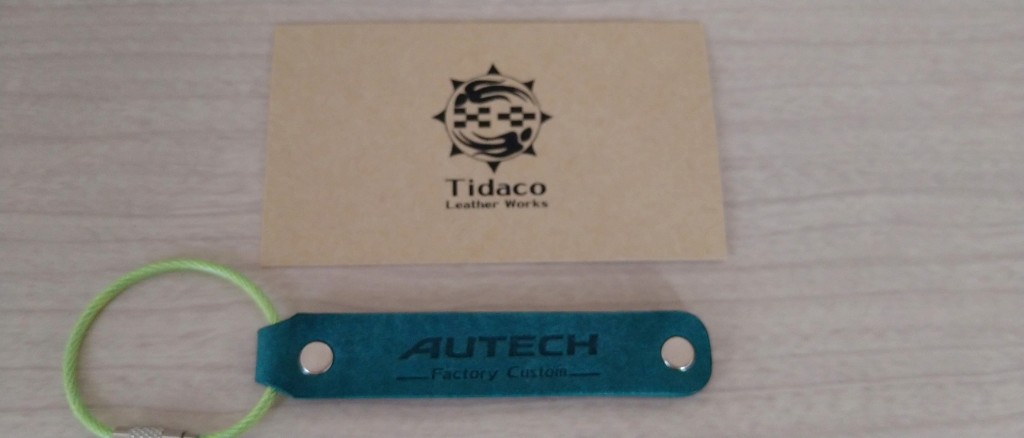 Tidaco
Leather Works
AUTECH
Factory Custom